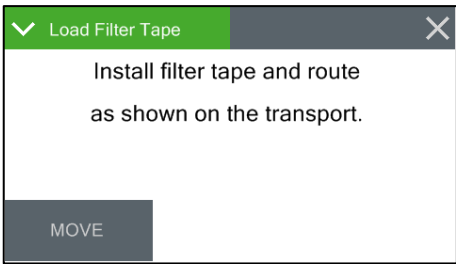 Load Filter Tape
Install filter tape and route
as shown on the transport.
MOVE